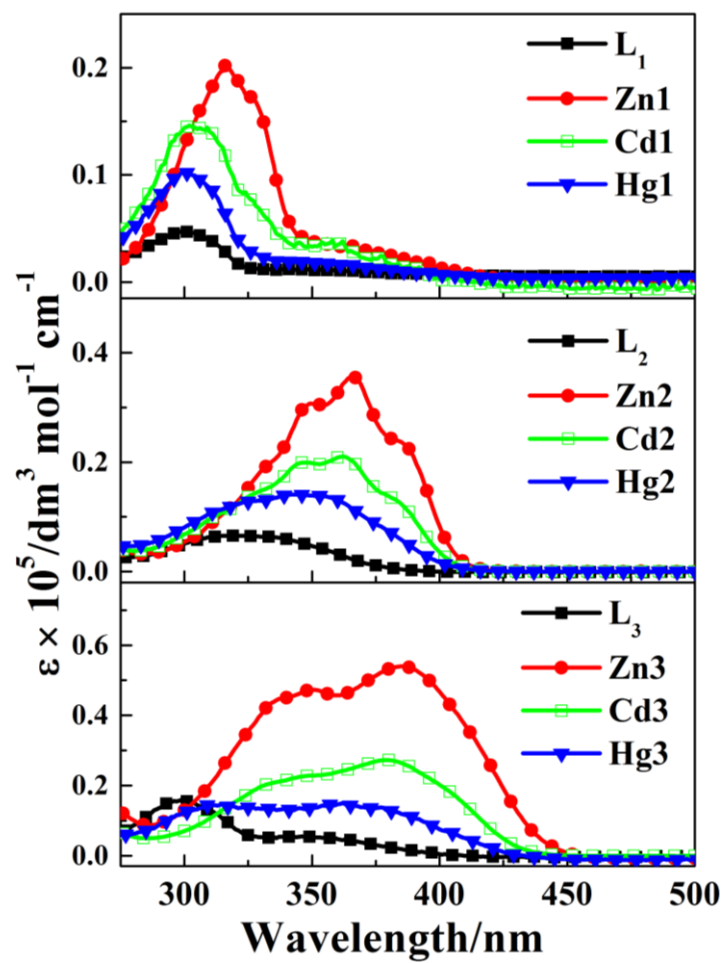 ε × 10⁵/dm³ mol⁻¹ cm⁻¹
0.2
0.1
0.0
L₁
Zn1
Cd1
Hg1
0.4
0.2
0.0
L₂
Zn2
Cd2
Hg2
0.6
0.4
0.2
0.0
L₃
Zn3
Cd3
Hg3
300 350 400 450 500
Wavelength/nm